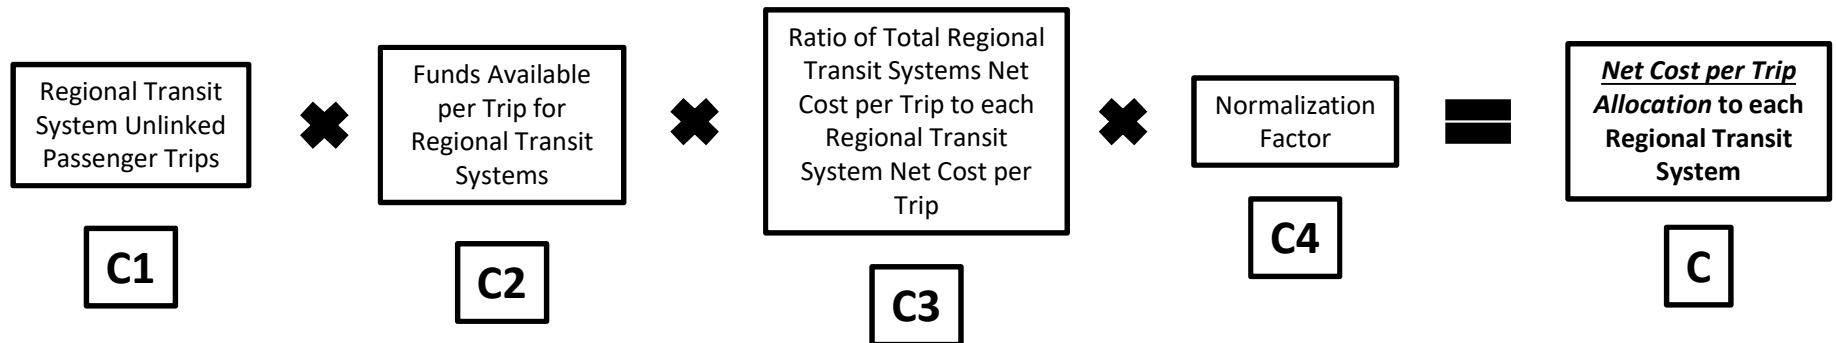 Regional Transit
System Unlinked
Passenger Trips
C1
Funds Available
per Trip for
Regional Transit
Systems
C2
Ratio of Total Regional
Transit Systems Net
Cost per Trip to each
Regional Transit
System Net Cost per
Trip
C3
Normalization
Factor
C4
Net Cost per Trip
Allocation to each
Regional Transit
System
C